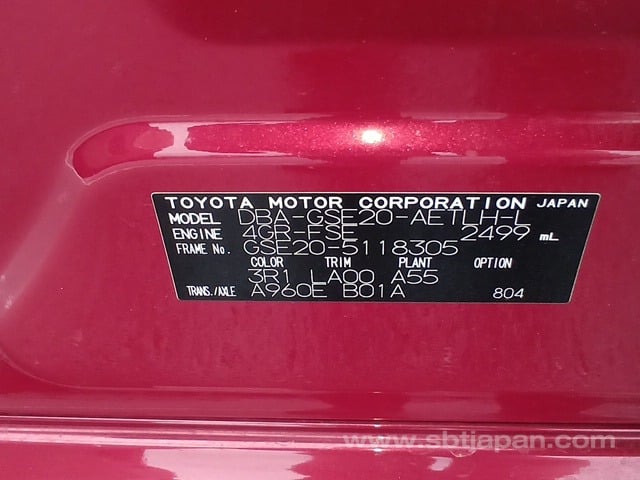 TOYOTA MOTOR CORPORATION JAPAN
MODEL DBA-GSE20-AETLH-L
ENGINE 4GR-FSE 2499 mL
FRAME No. GSE20-5118305
COLOR TRIM PLANT OPTION
3R1 LA00 A55
TRANS./AXLE A960E B01A 804
www.sbtjapan.com